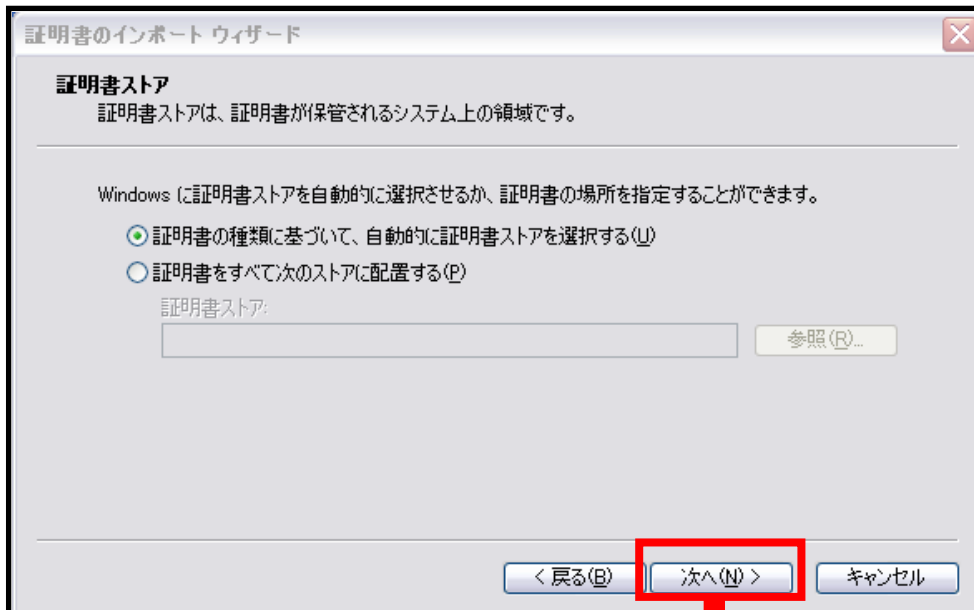 証明書のインポート ウィザード
証明書ストア
証明書ストアは、証明書が保管されるシステム上の領域です。
Windows に証明書ストアを自動的に選択させるか、証明書の場所を指定することができます。
証明書の種類に基づいて、自動的に証明書ストアを選択する(U)
証明書をすべて次のストアに配置する(P)
証明書ストア:
参照(R)...
< 戻る(B) 次へ(N) > キャンセル